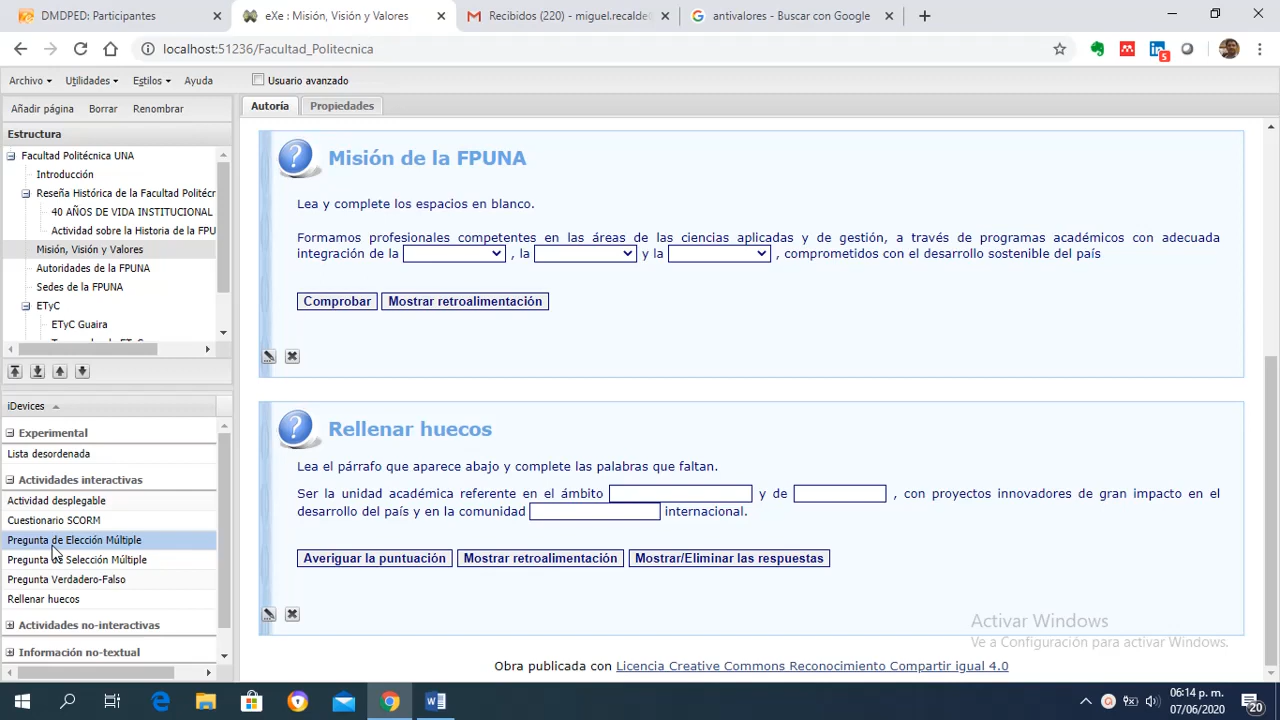 DMDPED: Participantes
eXe : Misión, Visión y Valores
Recibidos (220) - miguel.recalde
antivalores - Buscar con Google
localhost:51236/Facultad_Politecnica
5
Archivo
Utilidades
Estilos
Ayuda
Usuario avanzado
Añadir página
Borrar
Renombrar
Autoría
Propiedades
Estructura
Facultad Politécnica UNA
Introducción
Reseña Histórica de la Facultad Politécr
40 AÑOS DE VIDA INSTITUCIONAL
Actividad sobre la Historia de la FPU
Misión, Visión y Valores
Autoridades de la FPUNA
Sedes de la FPUNA
ETyC
ETyC Guaira
iDevices
Experimental
Lista desordenada
Actividades interactivas
Actividad desplegable
Cuestionario SCORM
Pregunta de Elección Múltiple
Pregunta de Selección Múltiple
Pregunta Verdadero-Falso
Rellenar huecos
Actividades no-interactivas
Información no-textual
Misión de la FPUNA
Lea y complete los espacios en blanco.
Formamos profesionales competentes en las áreas de las ciencias aplicadas y de gestión, a través de programas académicos con adecuada
integración de la , la y la , comprometidos con el desarrollo sostenible del país
Comprobar Mostrar retroalimentación
Rellenar huecos
Lea el párrafo que aparece abajo y complete las palabras que faltan.
Ser la unidad académica referente en el ámbito y de , con proyectos innovadores de gran impacto en el
desarrollo del país y en la comunidad internacional.
Averiguar la puntuación Mostrar retroalimentación Mostrar/Eliminar las respuestas
Activar Windows
Ve a Configuración para activar Windows.
Obra publicada con Licencia Creative Commons Reconocimiento Compartir igual 4.0
06:14 p. m.
07/06/2020
20